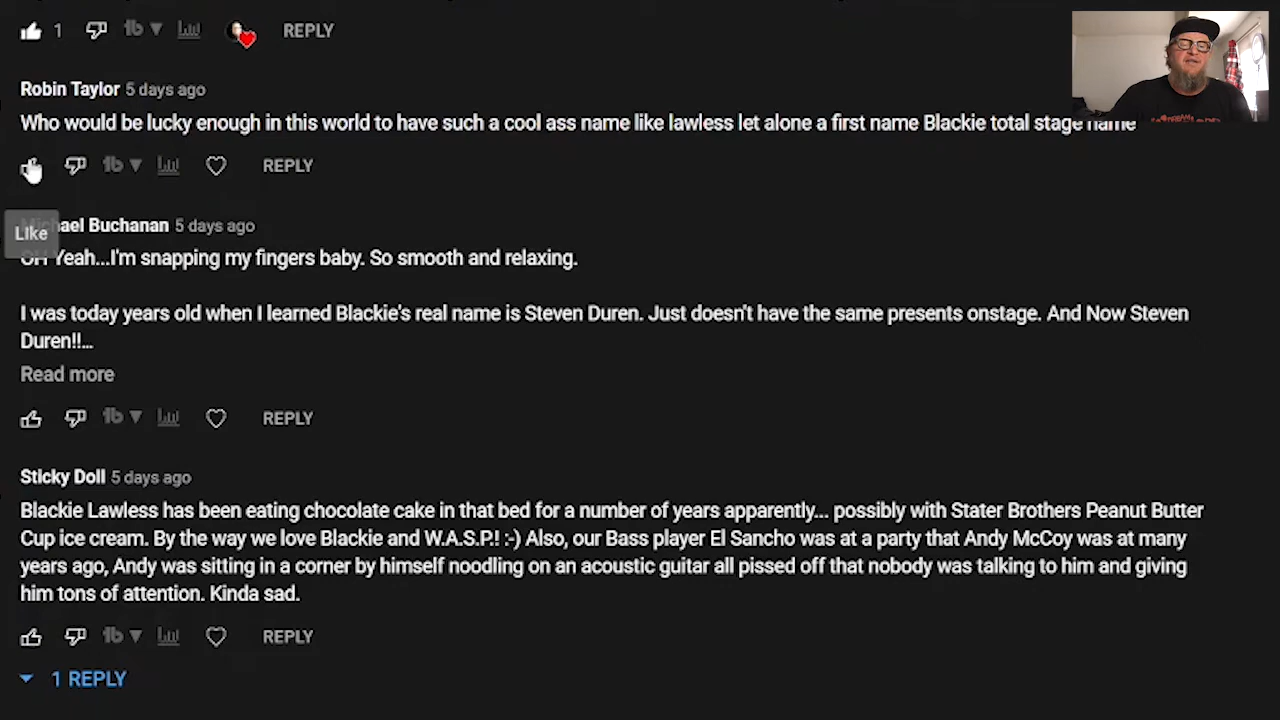 1 REPLY
Robin Taylor 5 days ago
Who would be lucky enough in this world to have such a cool ass name like lawless let alone a first name Blackie total stage name
REPLY
Michael Buchanan 5 days ago
Like
OH Yeah...I'm snapping my fingers baby. So smooth and relaxing.
I was today years old when I learned Blackie's real name is Steven Duren. Just doesn't have the same presents onstage. And Now Steven
Duren!!...
Read more
REPLY
Sticky Doll 5 days ago
Blackie Lawless has been eating chocolate cake in that bed for a number of years apparently... possibly with Stater Brothers Peanut Butter
Cup ice cream. By the way we love Blackie and W.A.S.P.! :-) Also, our Bass player El Sancho was at a party that Andy McCoy was at many
years ago, Andy was sitting in a corner by himself noodling on an acoustic guitar all pissed off that nobody was talking to him and giving
him tons of attention. Kinda sad.
REPLY
1 REPLY